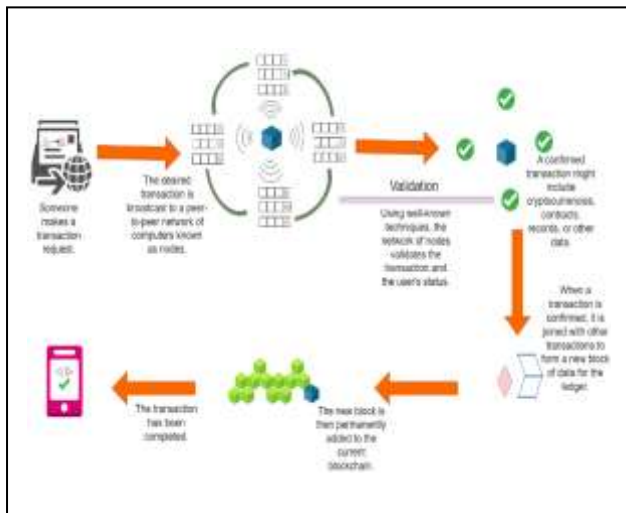 Someone
makes a
transaction
request.
The desired
transaction is
broadcast to a peer-
to-peer network of
computers known
as nodes.
Validation
Using well-known
techniques, the
network of nodes
validates the
transaction and
the user's status.
A confirmed
transaction might
include
cryptocurrencies,
contracts,
records, or other
data.
When a
transaction is
confirmed, it is
joined with other
transactions to
form a new block
of data for the
ledger.
The new block is
then permanently
added to the
current
blockchain.
The transaction
has been
completed.